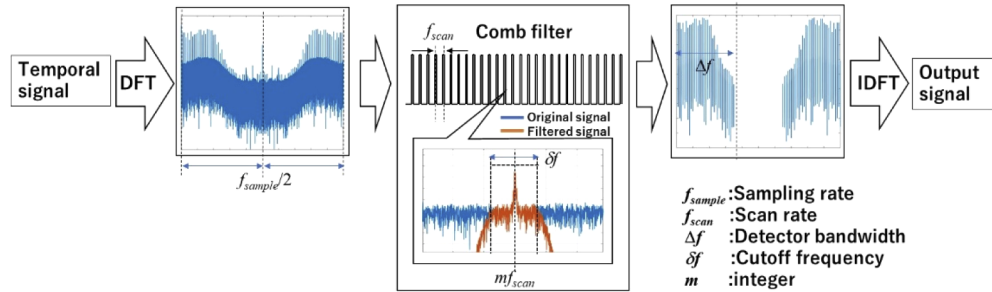 Temporal
signal
DFT
f_sample/2
f_scan
Comb filter
Original signal
Filtered signal
δf
mf_scan
Δf
IDFT
Output
signal
f_sample :Sampling rate
f_scan :Scan rate
Δf :Detector bandwidth
δf :Cutoff frequency
m :integer